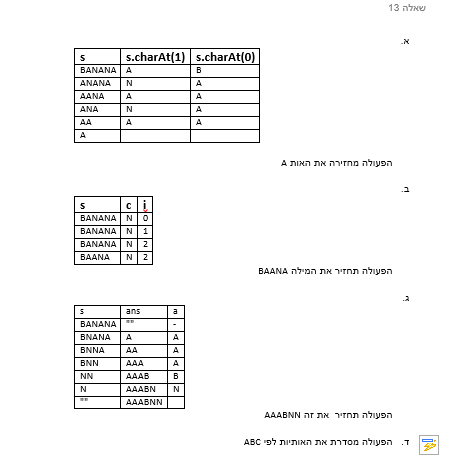 שאלה 13
א.
s s.charAt(1) s.charAt(0)
BANANA A B
ANANA N A
AANA A A
ANA N A
AA A A
A
הפעולה מחזירה את האות A
ב.
s c i
BANANA N 0
BANANA N 1
BANANA N 2
BAANA N 2
הפעולה תחזיר את המילה BAANA
ג.
s ans a
BANANA "" -
BNANA A A
BNNA AA A
BNN AAA A
NN AAAB B
N AAABN N
"" AAABNN
הפעולה תחזיר את זה AAABNN
ד. הפעולה מסדרת את האותיות לפי ABC